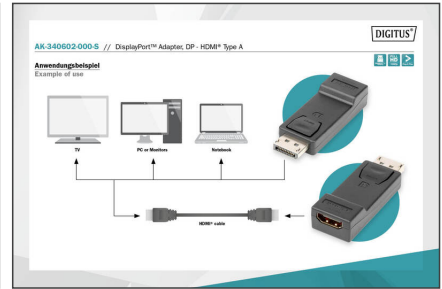 DIGITUS®
AK-340602-000-S // DisplayPort™ Adapter, DP - HDMI® Type A
Anwendungsbeispiel
Example of use
TV
PC or Monitors
Notebook
HDMI® cable